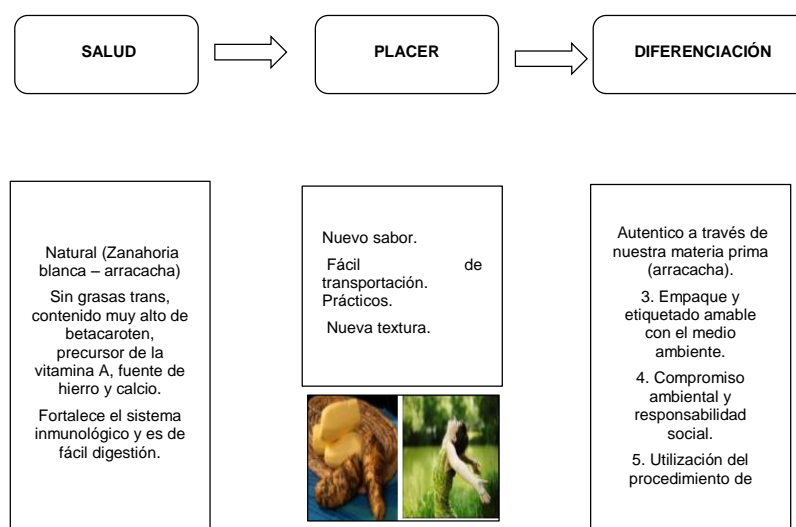 SALUD
PLACER
DIFERENCIACIÓN
Natural (Zanahoria
blanca – arracacha)
Sin grasas trans,
contenido muy alto de
betacaroten,
precursor de la
vitamina A, fuente de
hierro y calcio.
Fortalece el sistema
inmunológico y es de
fácil digestión.
Nuevo sabor.
Fácil de
transportación.
Prácticos.
Nueva textura.
Autentico a través de
nuestra materia prima
(arracacha).
3. Empaque y
etiquetado amable
con el medio
ambiente.
4. Compromiso
ambiental y
responsabilidad
social.
5. Utilización del
procedimiento de